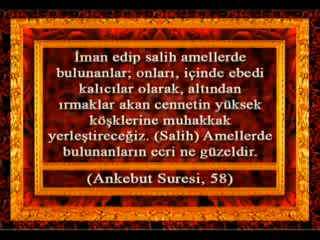 İman edip salih amellerde
bulunanlar; onları, içinde ebedi
kalıcılar olarak, altından
ırmaklar akan cennetin yüksek
köşklerine muhakkak
yerleştireceğiz. (Salih) Amellerde
bulunanların ecri ne güzeldir.
(Ankebut Suresi, 58)